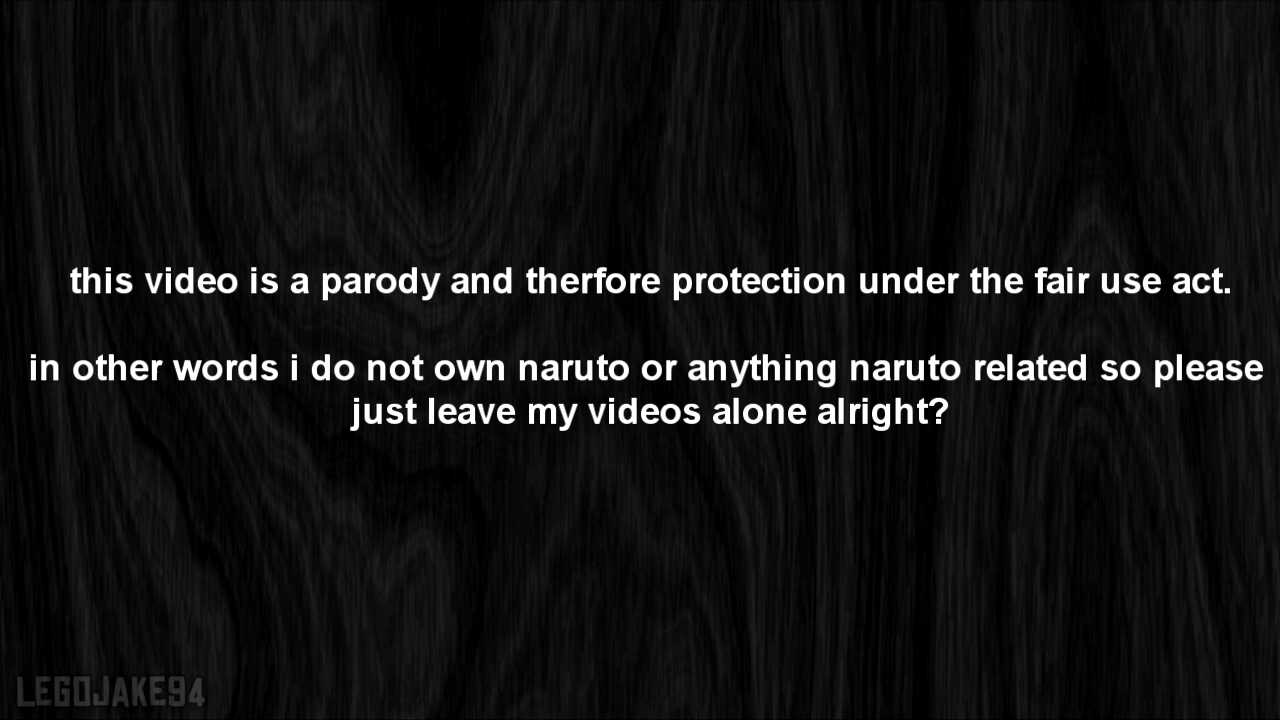 this video is a parody and therfore protection under the fair use act.
in other words i do not own naruto or anything naruto related so please
just leave my videos alone alright?
LEGOJAKE94